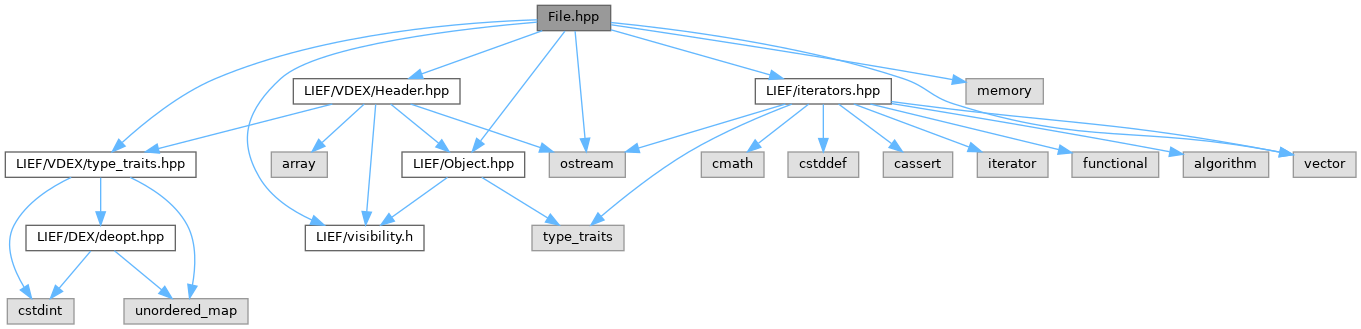 File.hpp
LIEF/VDEX/Header.hpp
LIEF/iterators.hpp
memory
LIEF/VDEX/type_traits.hpp
array
LIEF/Object.hpp
ostream
cmath
cstddef
cassert
iterator
functional
algorithm
vector
LIEF/DEX/deopt.hpp
LIEF/visibility.h
type_traits
cstdint
unordered_map